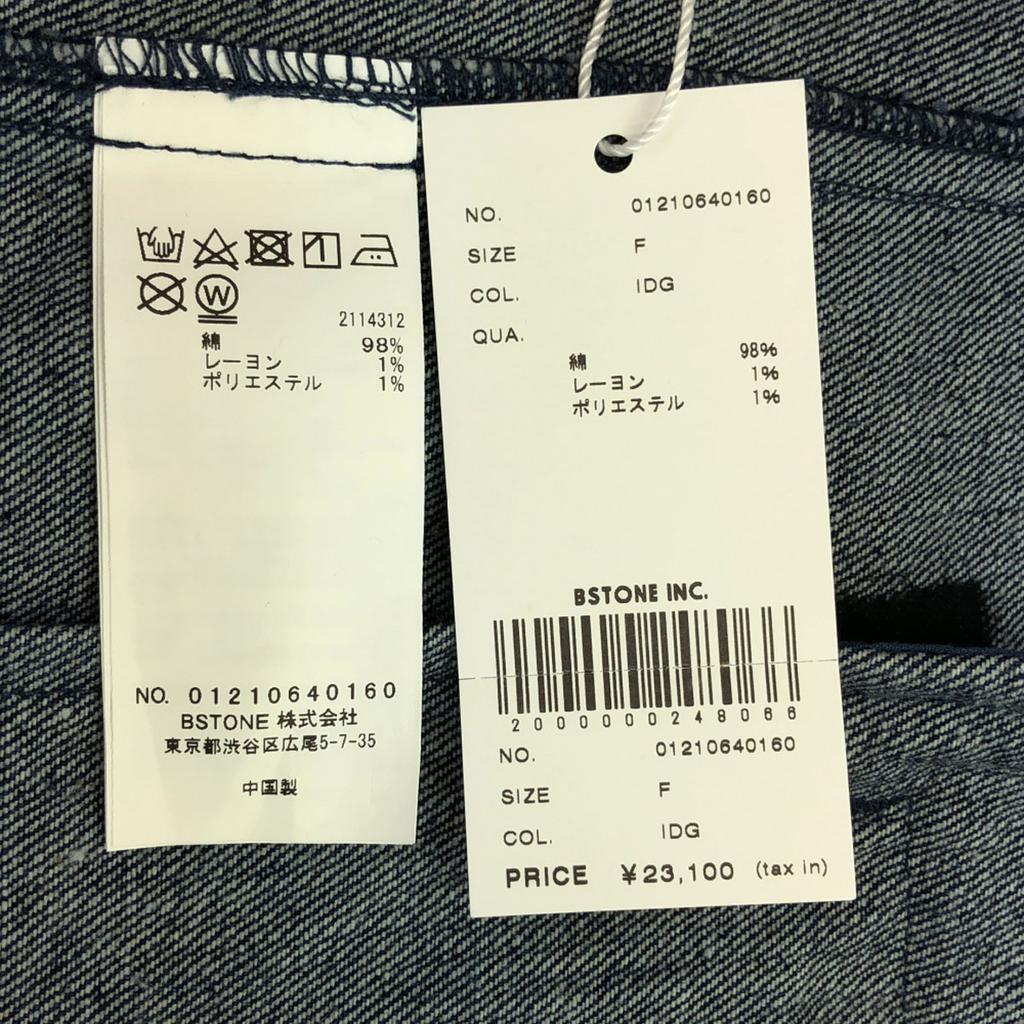 2114312
綿 98%
レーヨン 1%
ポリエステル 1%
NO. 01210640160
BSTONE 株式会社
東京都渋谷区広尾5-7-35
中国製
NO. 01210640160
SIZE F
COL. IDG
QUA.
綿 98%
レーヨン 1%
ポリエステル 1%
BSTONE INC.
2000000248066
NO. 01210640160
SIZE F
COL. IDG
PRICE ¥23,100 (tax in)